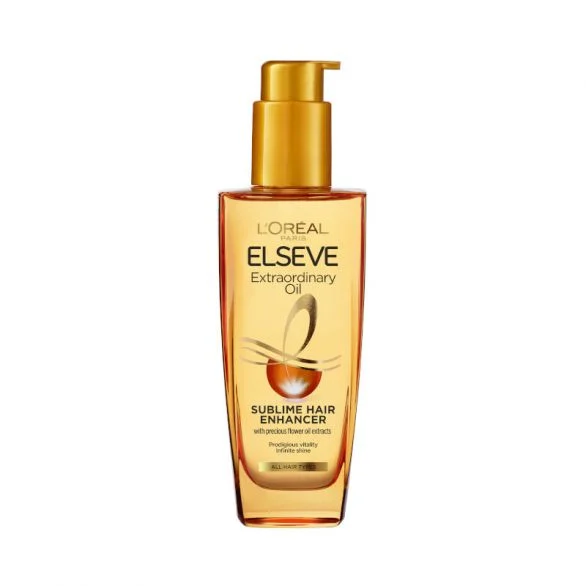 L'ORÉAL
PARIS
ELSEVE
Extraordinary
Oil
SUBLIME HAIR
ENHANCER
with precious flower oil extracts
Prodigious vitality
Infinite shine
ALL HAIR TYPES